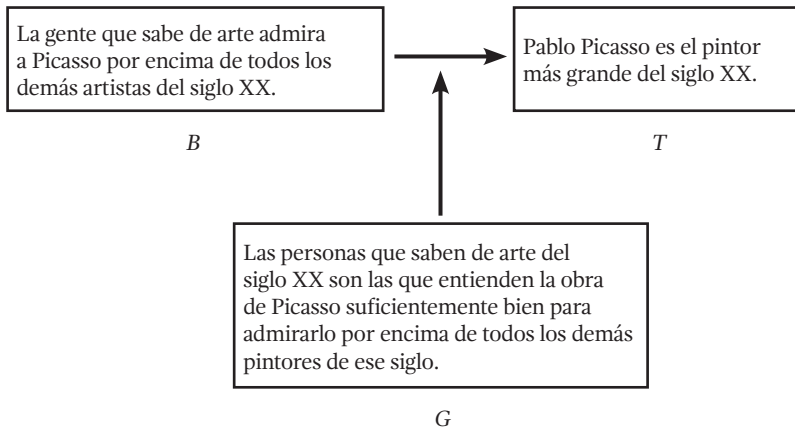 La gente que sabe de arte admira
a Picasso por encima de todos los
demás artistas del siglo XX.
B
Pablo Picasso es el pintor
más grande del siglo XX.
T
Las personas que saben de arte del
siglo XX son las que entienden la obra
de Picasso suficientemente bien para
admirarlo por encima de todos los demás
pintores de ese siglo.
G